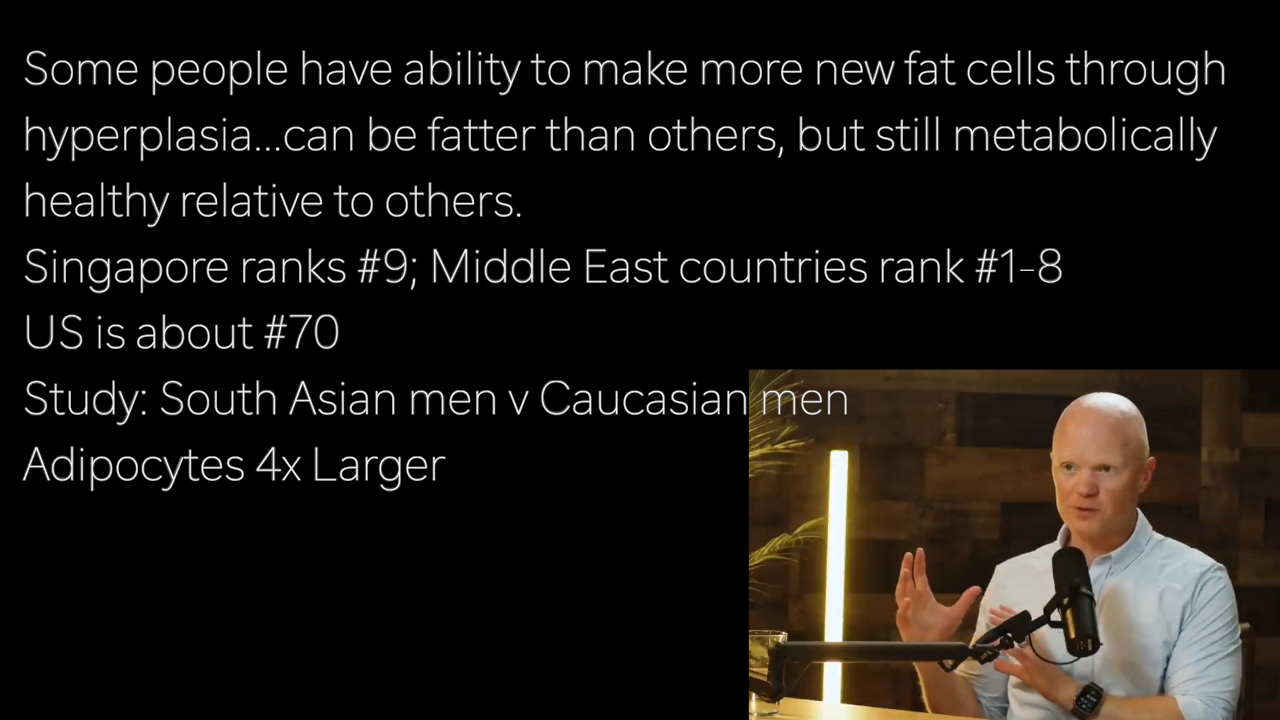 Some people have ability to make more new fat cells through
hyperplasia...can be fatter than others, but still metabolically
healthy relative to others.
Singapore ranks #9; Middle East countries rank #1-8
US is about #70
Study: South Asian men v Caucasian men
Adipocytes 4x Larger